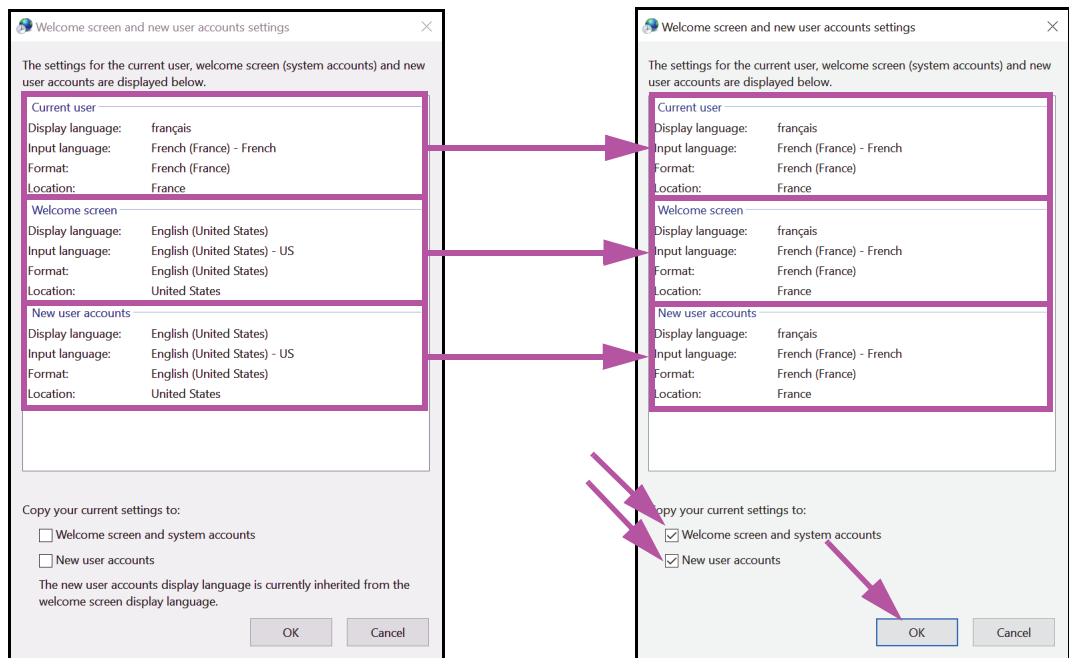 Welcome screen and new user accounts settings
The settings for the current user, welcome screen (system accounts) and new
user accounts are displayed below.
Current user
Display language: français
Input language: French (France) - French
Format: French (France)
Location: France
Welcome screen
Display language: English (United States)
Input language: English (United States) - US
Format: English (United States)
Location: United States
New user accounts
Display language: English (United States)
Input language: English (United States) - US
Format: English (United States)
Location: United States
Copy your current settings to:
Welcome screen and system accounts
New user accounts
The new user accounts display language is currently inherited from the
welcome screen display language.
OK Cancel
Welcome screen and new user accounts settings
The settings for the current user, welcome screen (system accounts) and new
user accounts are displayed below.
Current user
Display language: français
Input language: French (France) - French
Format: French (France)
Location: France
Welcome screen
Display language: français
Input language: French (France) - French
Format: French (France)
Location: France
New user accounts
Display language: français
Input language: French (France) - French
Format: French (France)
Location: France
Copy your current settings to:
Welcome screen and system accounts
New user accounts
OK Cancel